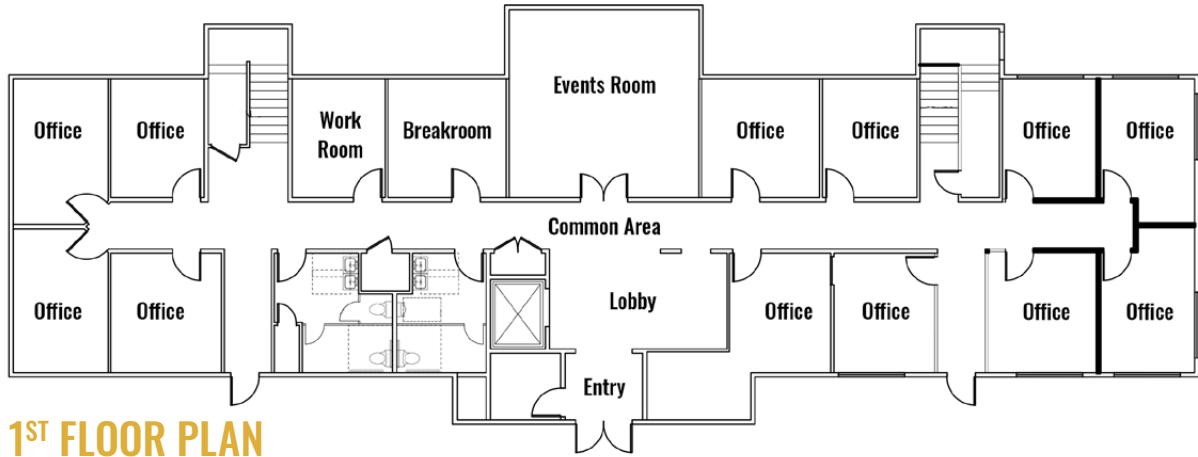 Events Room
Office
Office
Work
Room
Breakroom
Office
Office
Office
Office
Common Area
Office
Office
Lobby
Office
Office
Office
Office
Entry
1ST FLOOR PLAN